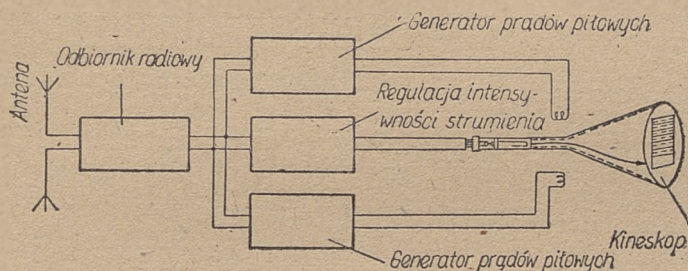 Generator prądów piłowych
Odbiornik radiowy
Antena
Regulacja intensy-
wności strumienia
Kineskop
Generator prądów piłowych